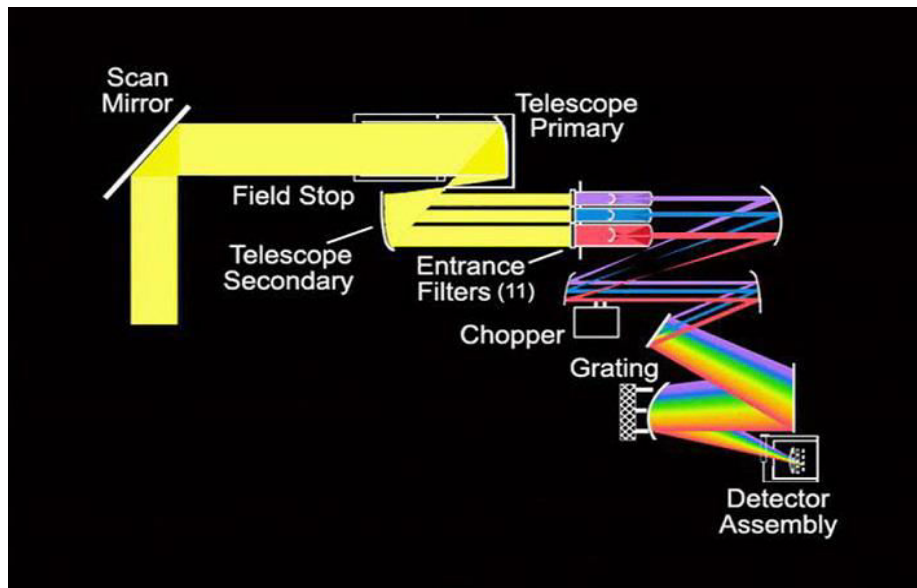 Scan
Mirror
Telescope
Primary
Field Stop
Telescope
Secondary
Entrance
Filters (11)
Chopper
Grating
Detector
Assembly